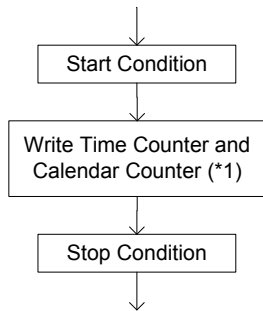 Start Condition
Write Time Counter and
Calendar Counter (*1)
Stop Condition